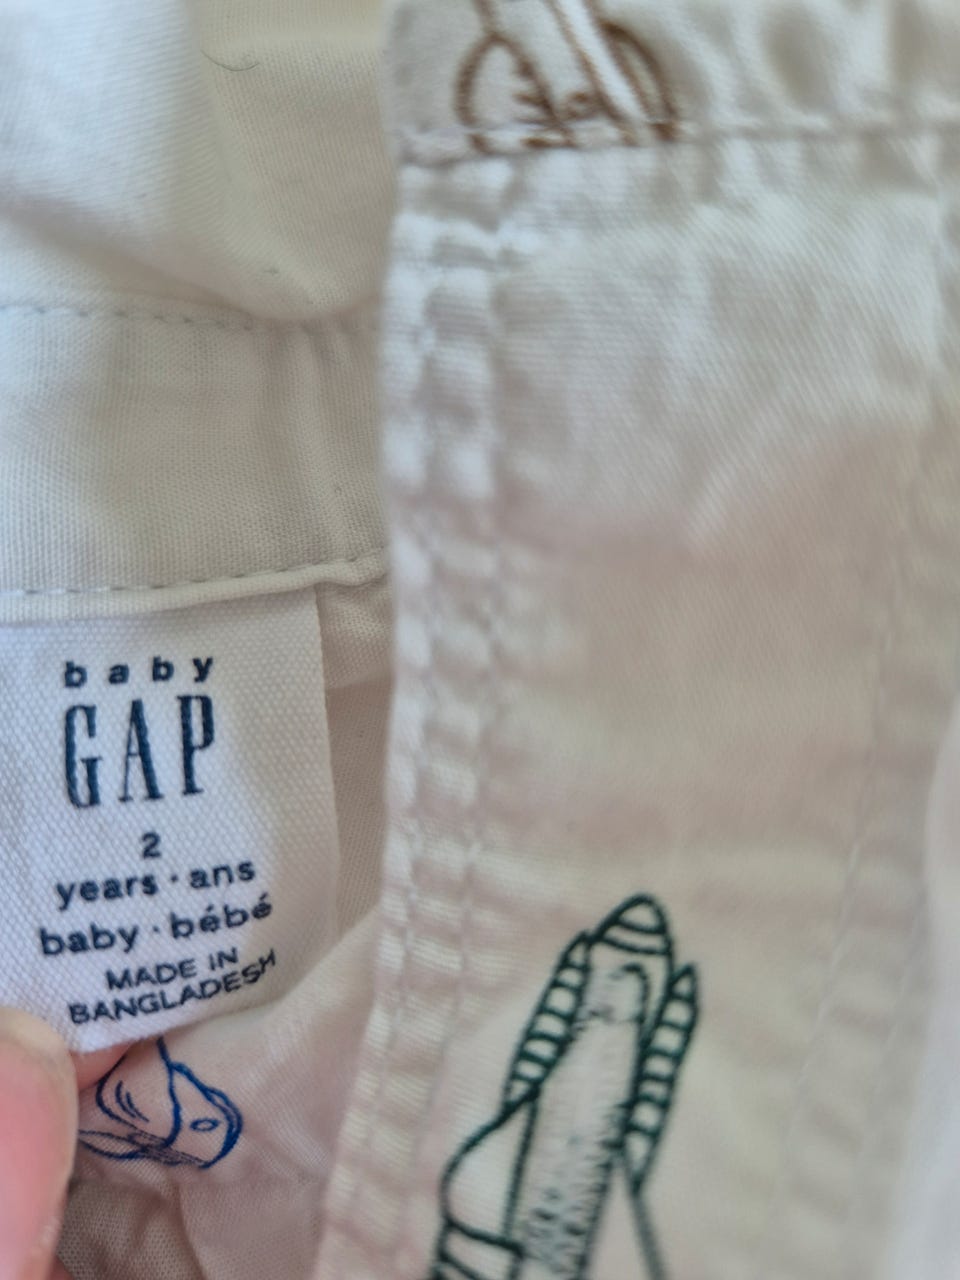 baby
GAP
2
years · ans
baby · bébé
MADE IN
BANGLADESH